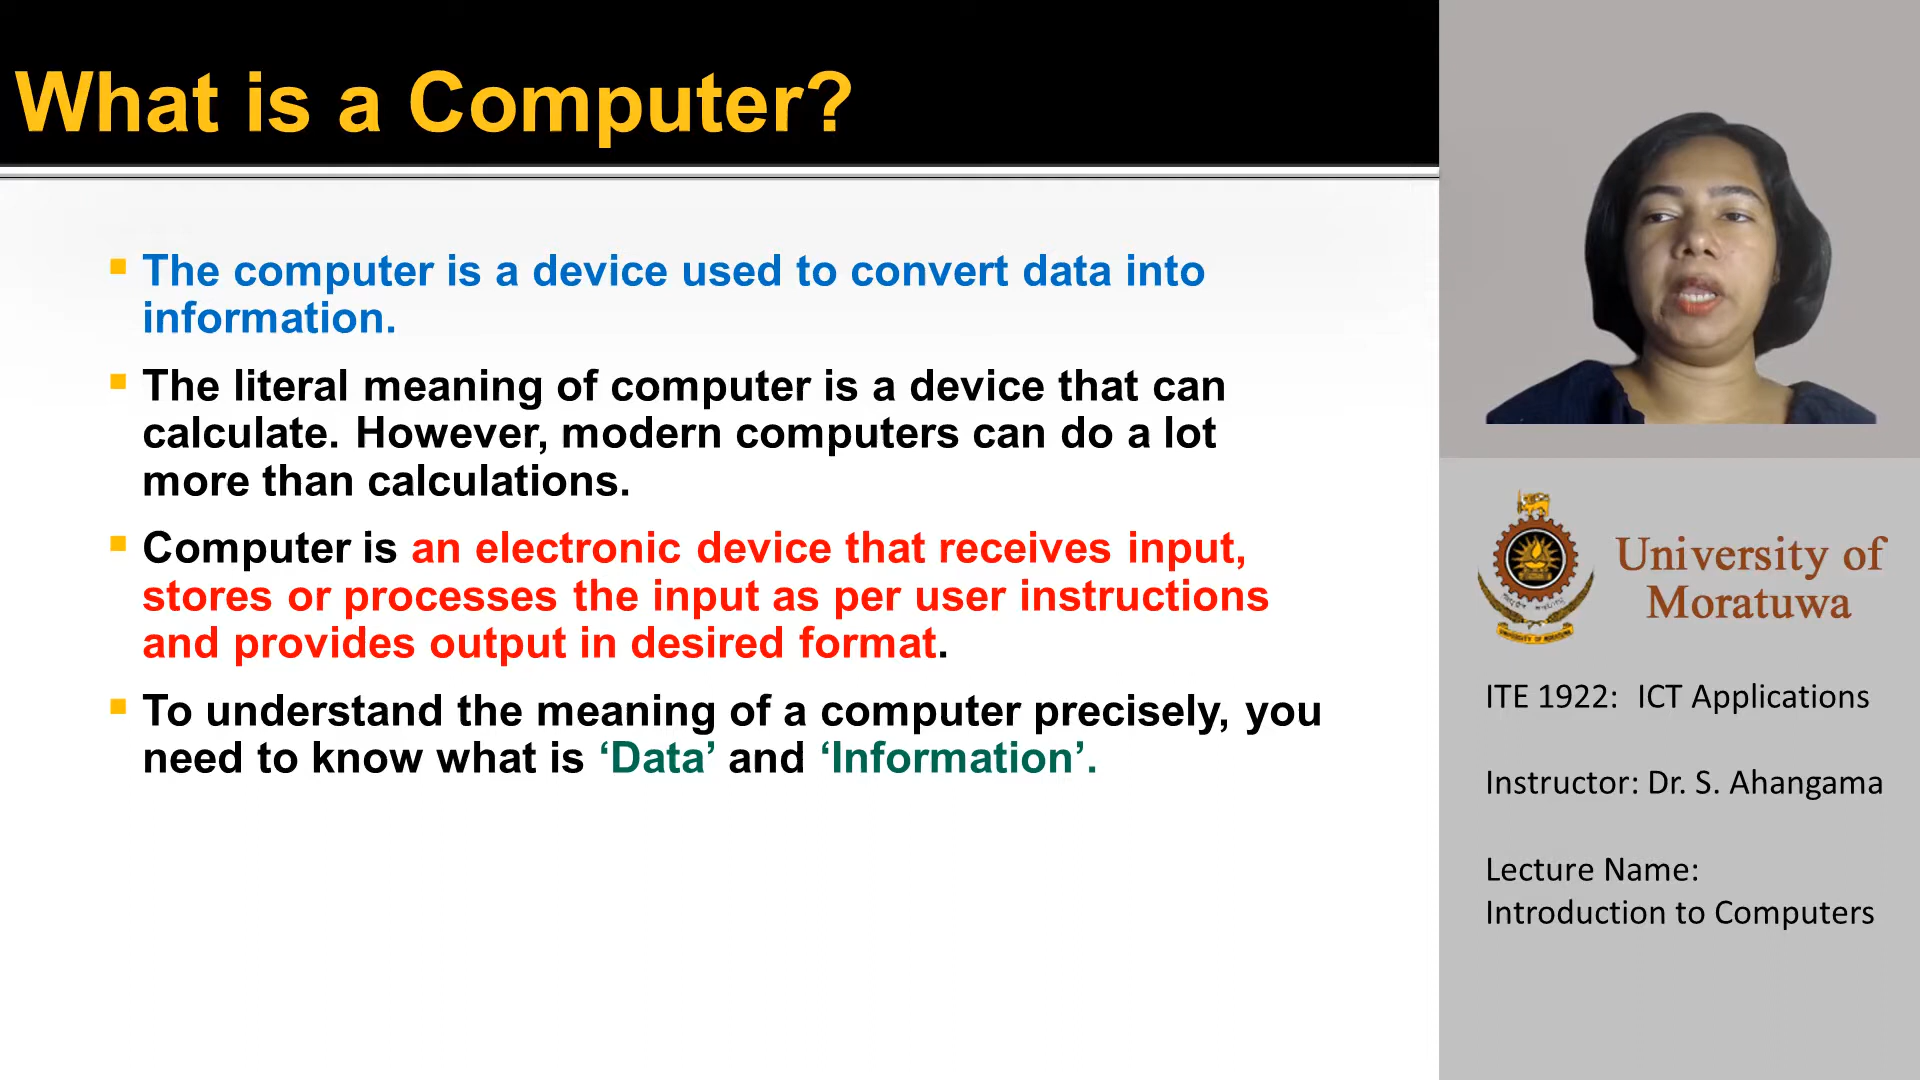 What is a Computer?
The computer is a device used to convert data into
information.
The literal meaning of computer is a device that can
calculate. However, modern computers can do a lot
more than calculations.
Computer is an electronic device that receives input,
stores or processes the input as per user instructions
and provides output in desired format.
To understand the meaning of a computer precisely, you
need to know what is ‘Data’ and ‘Information’.
University of
Moratuwa
UNIVERSITY OF MORATUWA
ITE 1922: ICT Applications
Instructor: Dr. S. Ahangama
Lecture Name:
Introduction to Computers